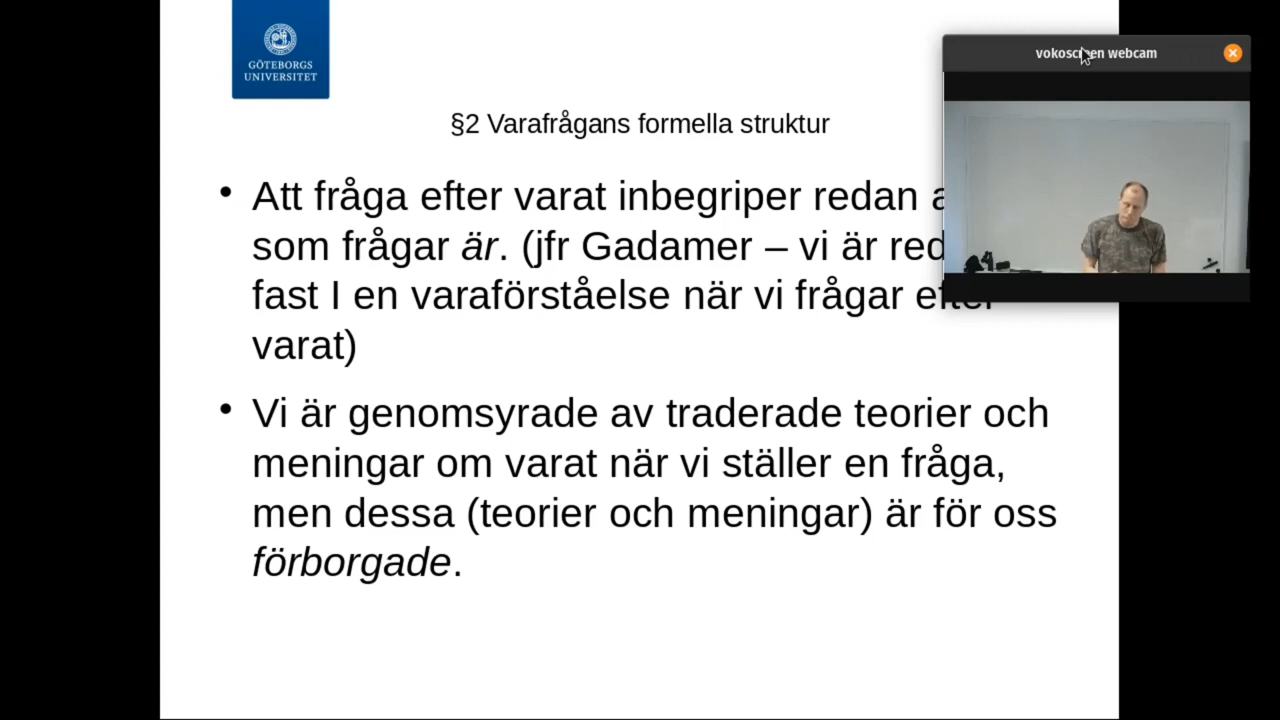 GÖTEBORGS
UNIVERSITET
vokoscreen webcam
§2 Varafrågans formella struktur
• Att fråga efter varat inbegriper redan
som frågar är. (jfr Gadamer – vi är
fast I en varaförståelse när vi frågar efter
varat)
• Vi är genomsyrade av traderade teorier och
meningar om varat när vi ställer en fråga,
men dessa (teorier och meningar) är för oss
förborgade.